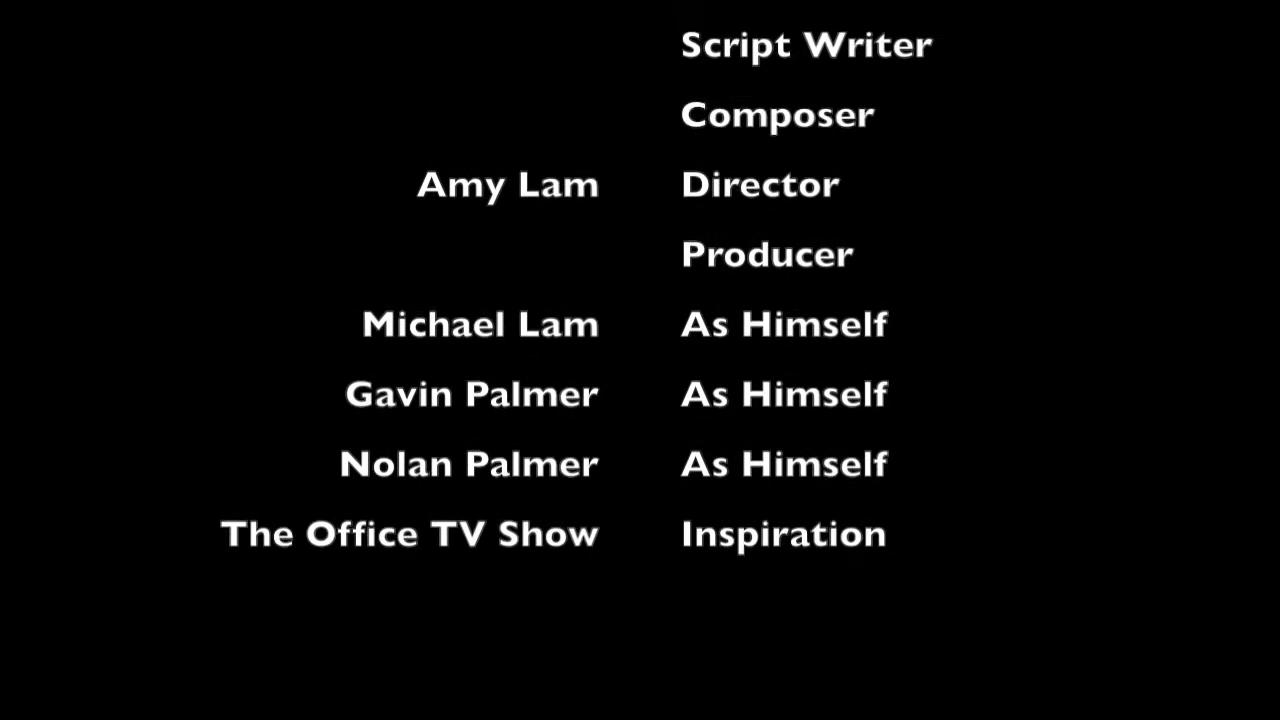 Script Writer
Composer
Amy Lam Director
Producer
Michael Lam As Himself
Gavin Palmer As Himself
Nolan Palmer As Himself
The Office TV Show Inspiration